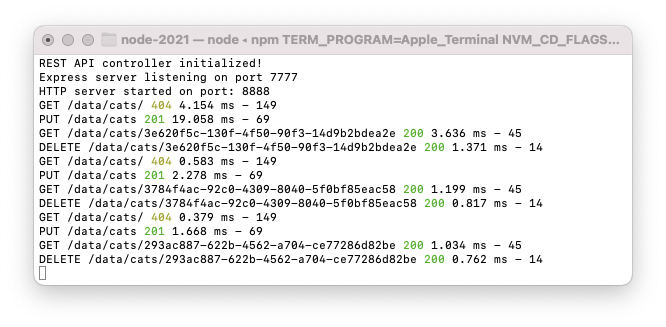 node-2021 — node ◂ npm TERM_PROGRAM=Apple_Terminal NVM_CD_FLAGS...
REST API controller initialized!
Express server listening on port 7777
HTTP server started on port: 8888
GET /data/cats/ 404 4.154 ms - 149
PUT /data/cats 201 19.058 ms - 69
GET /data/cats/3e620f5c-130f-4f50-90f3-14d9b2bdea2e 200 3.636 ms - 45
DELETE /data/cats/3e620f5c-130f-4f50-90f3-14d9b2bdea2e 200 1.371 ms - 14
GET /data/cats/ 404 0.583 ms - 149
PUT /data/cats 201 2.278 ms - 69
GET /data/cats/3784f4ac-92c0-4309-8040-5f0bf85eac58 200 1.199 ms - 45
DELETE /data/cats/3784f4ac-92c0-4309-8040-5f0bf85eac58 200 0.817 ms - 14
GET /data/cats/ 404 0.379 ms - 149
PUT /data/cats 201 1.668 ms - 69
GET /data/cats/293ac887-622b-4562-a704-ce77286d82be 200 1.034 ms - 45
DELETE /data/cats/293ac887-622b-4562-a704-ce77286d82be 200 0.762 ms - 14